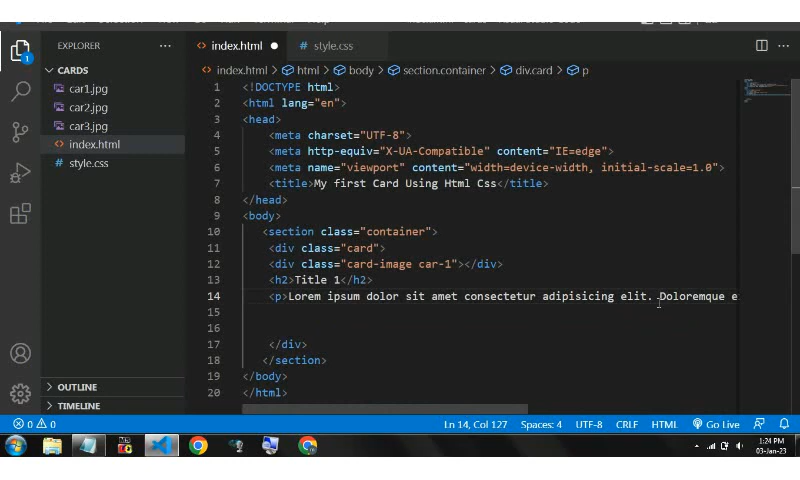 EXPLORER
index.html
style.css
CARDS
index.html > html > body > section.container > div.card > p
car1.jpg
car2.jpg
car3.jpg
index.html
style.css
1 <!DOCTYPE html>
2 <html lang="en">
3 <head>
4 <meta charset="UTF-8">
5 <meta http-equiv="X-UA-Compatible" content="IE=edge">
6 <meta name="viewport" content="width=device-width, initial-scale=1.0">
7 <title>My first Card Using Html Css</title>
8 </head>
9 <body>
10 <section class="container">
11 <div class="card">
12 <div class="card-image car-1"></div>
13 <h2>Title 1</h2>
14 <p>Lorem ipsum dolor sit amet consectetur adipisicing elit. Doloremque e
15
16
17 </div>
18 </section>
19 </body>
20 </html>
OUTLINE
TIMELINE
1
0 0 Ln 14, Col 127 Spaces: 4 UTF-8 CRLF HTML Go Live
1:24 PM
03-Jan-23